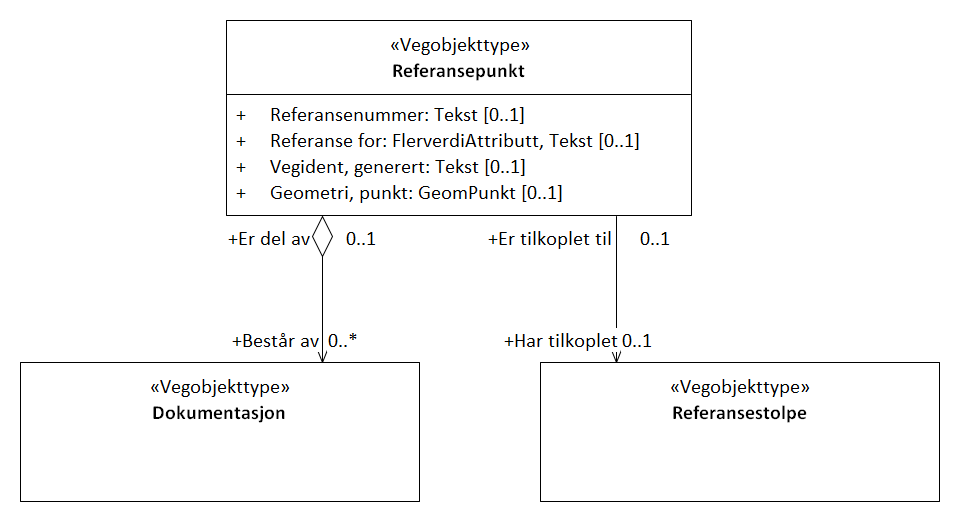 «Vegobjekttype»
Referansepunkt
+ Referansenummer: Tekst [0..1]
+ Referanse for: FlerverdiAttributt, Tekst [0..1]
+ Vegident, generert: Tekst [0..1]
+ Geometri, punkt: GeomPunkt [0..1]
+Er del av 0..1 +Er tilkoplet til 0..1
+Består av 0..* +Har tilkoplet 0..1
«Vegobjekttype» «Vegobjekttype»
Dokumentasjon Referansestolpe